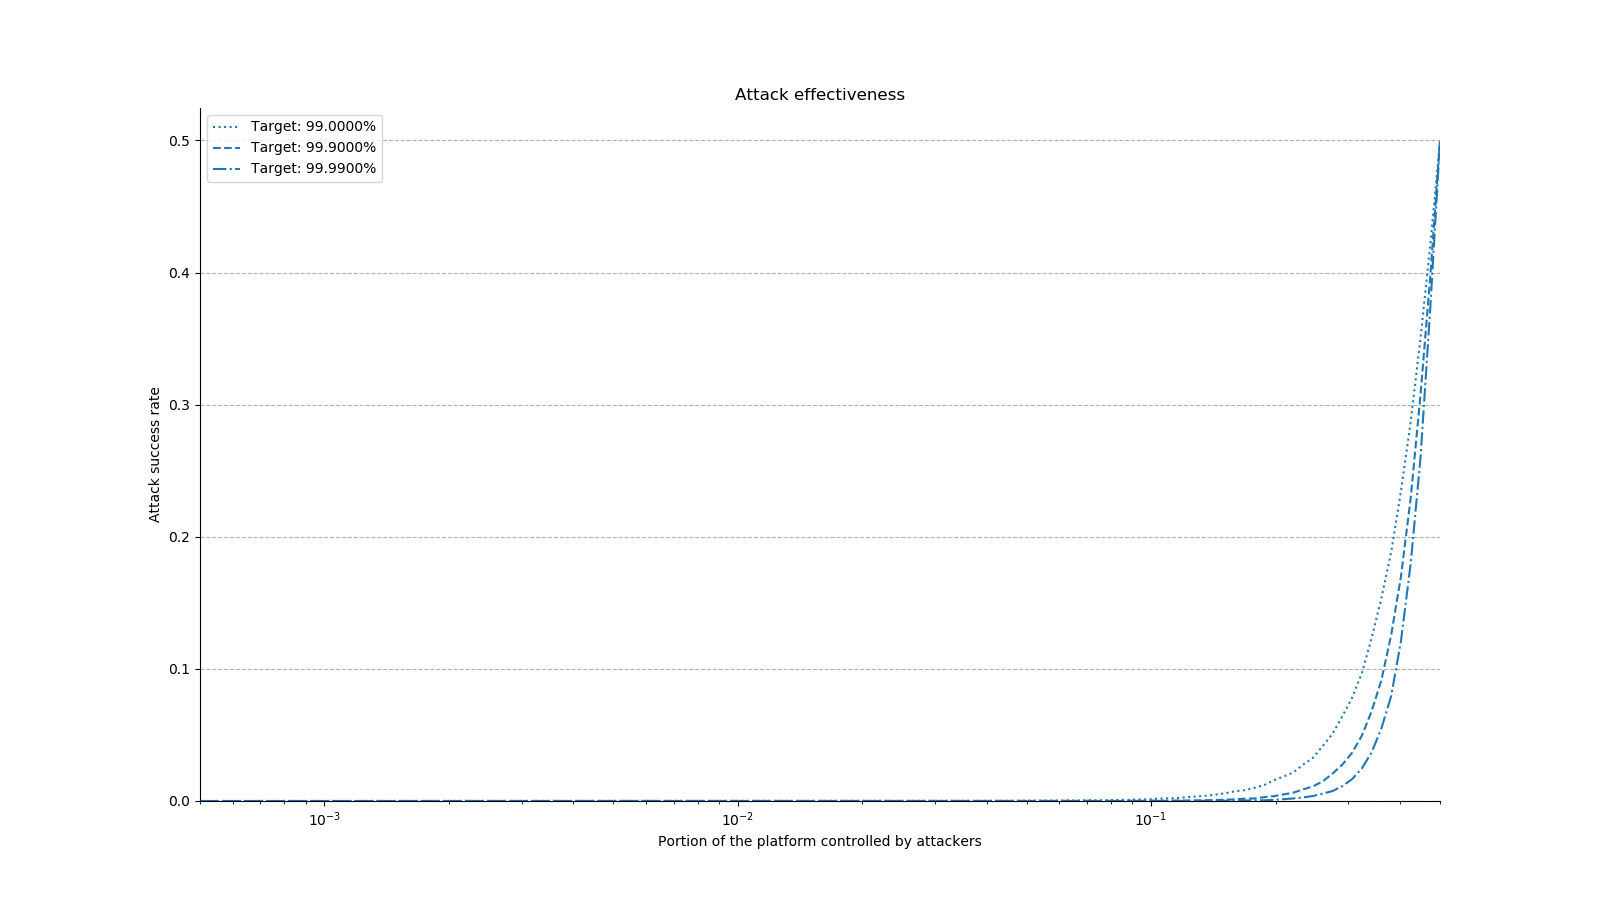 Attack effectiveness
Target: 99.0000%
Target: 99.9000%
Target: 99.9900%
0.5
0.4
0.3
0.2
0.1
0.0
Attack success rate
10⁻³
10⁻²
10⁻¹
Portion of the platform controlled by attackers